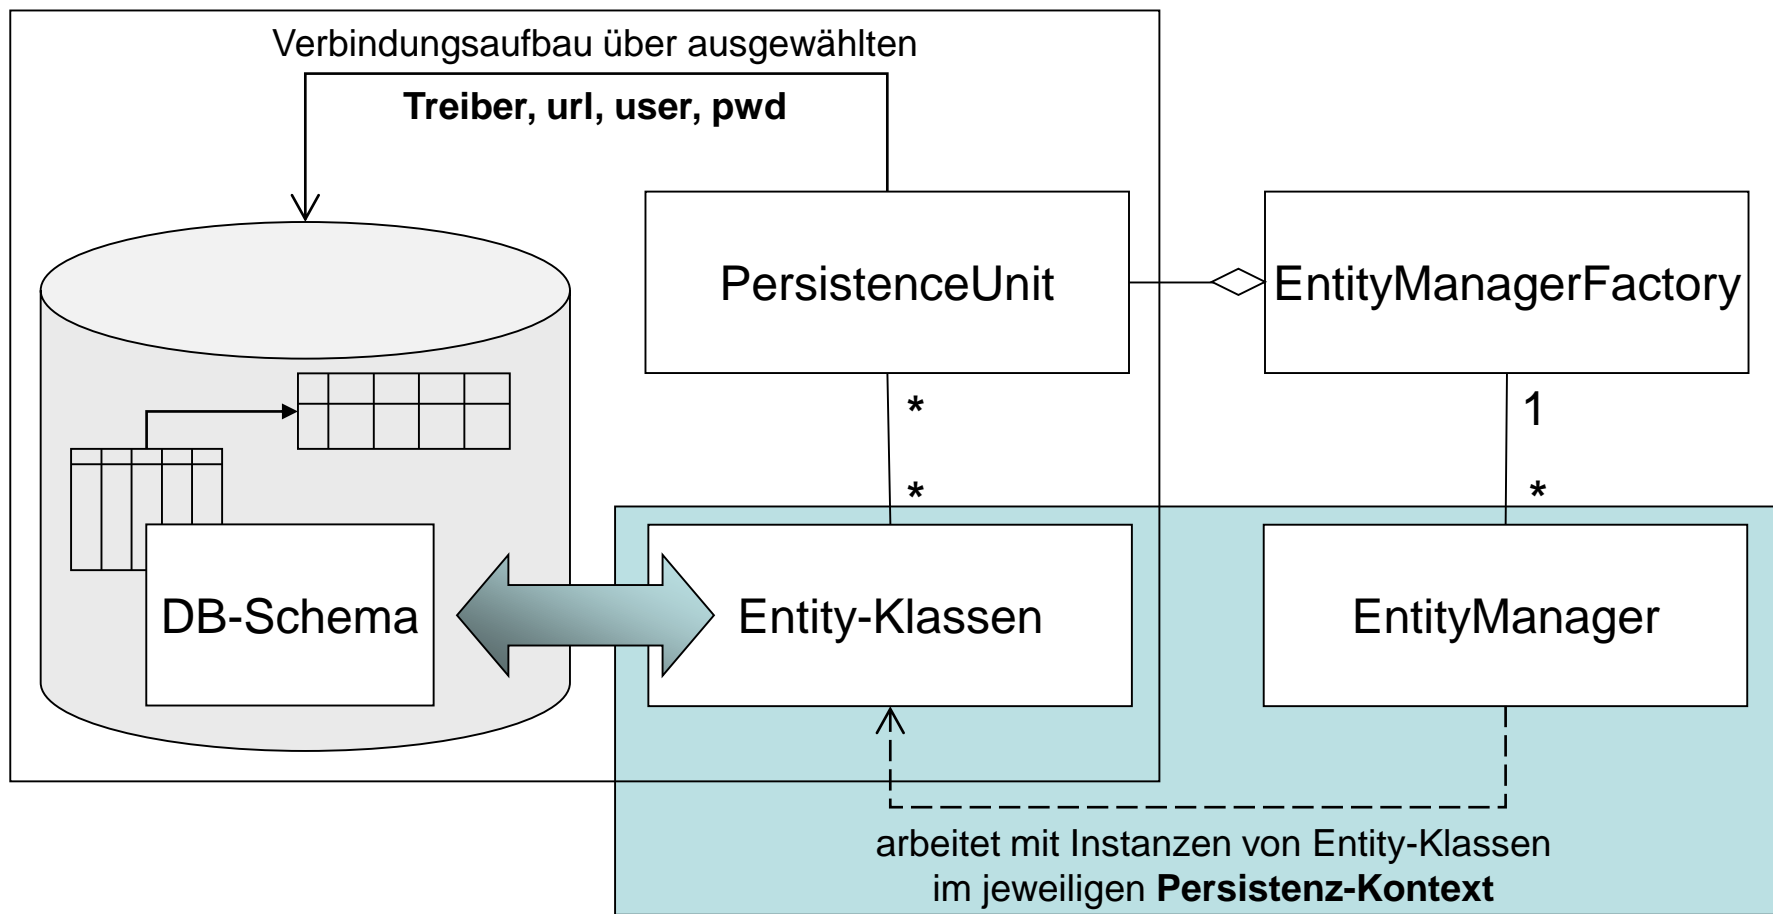 Verbindungsaufbau über ausgewählten
Treiber, url, user, pwd
PersistenceUnit
EntityManagerFactory
*
1
*
*
DB-Schema
Entity-Klassen
EntityManager
arbeitet mit Instanzen von Entity-Klassen
im jeweiligen Persistenz-Kontext